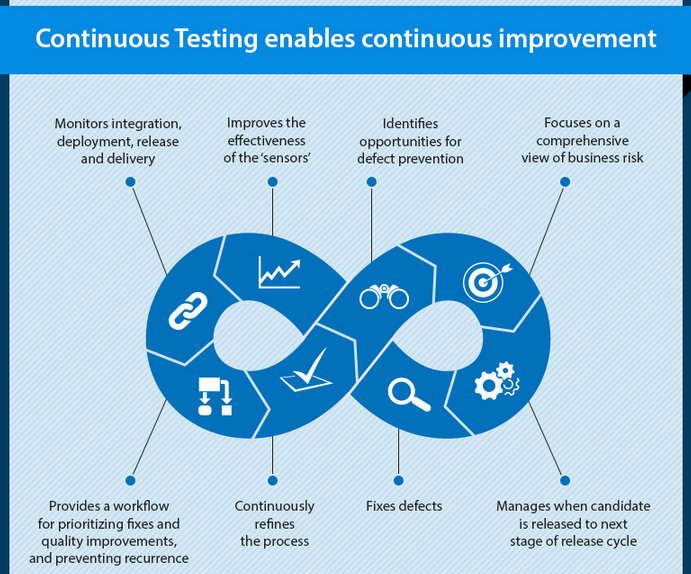 Continuous Testing enables continuous improvement
Monitors integration,
deployment, release
and delivery
Improves the
effectiveness
of the ‘sensors’
Identifies
opportunities for
defect prevention
Focuses on a
comprehensive
view of business risk
Provides a workflow
for prioritizing fixes and
quality improvements,
and preventing recurrence
Continuously
refines
the process
Fixes defects
Manages when candidate
is released to next
stage of release cycle